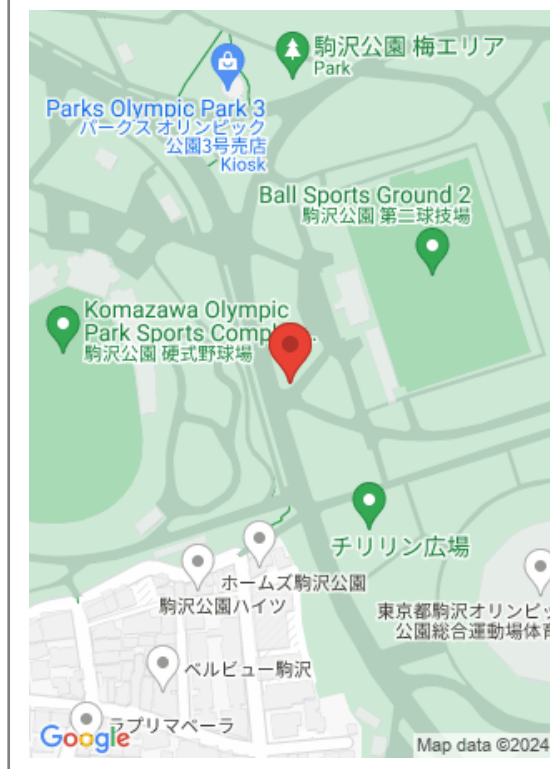 駒沢公園 梅エリア
Park
Parks Olympic Park 3
パークス オリンピック
公園3号売店
Kiosk
Ball Sports Ground 2
駒沢公園 第二球技場
Komazawa Olympic
Park Sports
駒沢公園 硬式野球場
チリリン広場
ホームズ駒沢公園
駒沢公園ハイツ
東京都駒沢オリンピッ
公園総合運動場体育
ベルビュー駒沢
ラプリマベーラ
Google
Map data ©2024